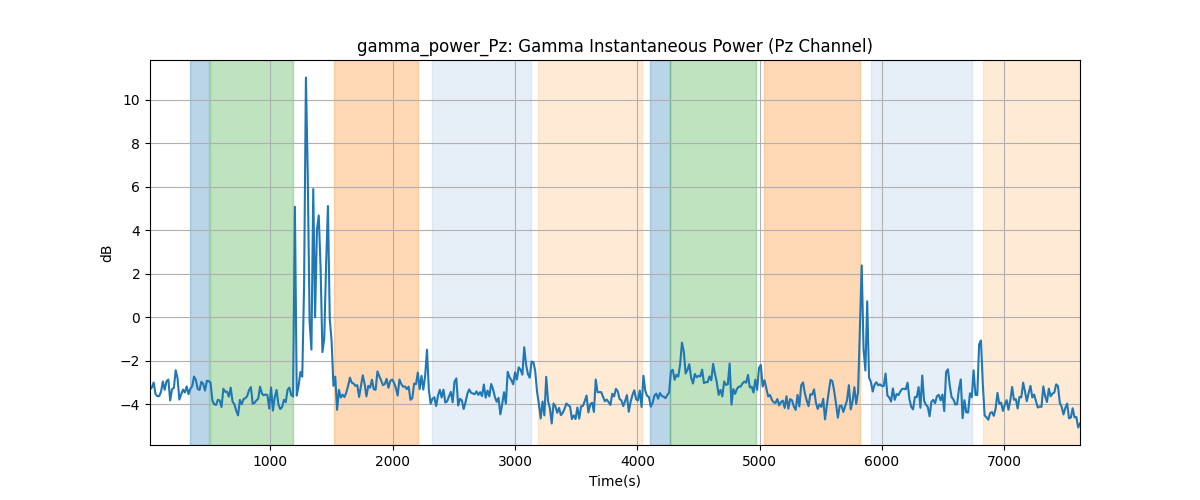 gamma_power_Pz: Gamma Instantaneous Power (Pz Channel)
dB
10
8
6
4
2
0
−2
−4
1000 2000 3000 4000 5000 6000 7000
Time(s)